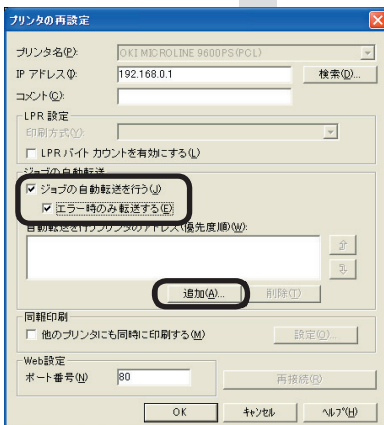 プリンタの再設定
プリンタ名(P): OKI MICROLINE 9600PS(PCL)
IP アドレス(I): 192.168.0.1 検索(D)...
コメント(C):
LPR 設定
印刷方式(Y):
LPR バイト カウントを有効にする(L)
ジョブの自動転送
ジョブの自動転送を行う(J)
エラー時のみ転送する(E)
自動転送を行うプリンタのアドレス(優先度順)(W):
追加(A)... 削除(T)
同報印刷
他のプリンタにも同時に印刷する(M) 設定(O)...
Web設定
ポート番号(N) 80 再接続(R)
OK キャンセル ヘルプ(H)